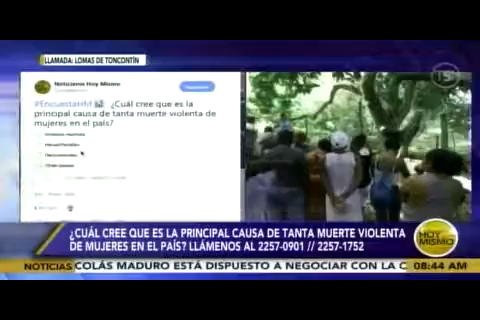 LLAMADA: LOMAS DE TONCONTÍN
Noticiero Hoy Mismo
#EncuestaHM ¿Cuál cree que es la
principal causa de tanta muerte violenta
de mujeres en el país?
¿CUÁL CREE QUE ES LA PRINCIPAL CAUSA DE TANTA MUERTE VIOLENTA
DE MUJERES EN EL PAÍS? LLÁMENOS AL 2257-0901 // 2257-1752
HOY
MISMO
NOTICIAS COLÁS MADURO ESTÁ DISPUESTO A NEGOCIAR CON LA C 08:44 AM